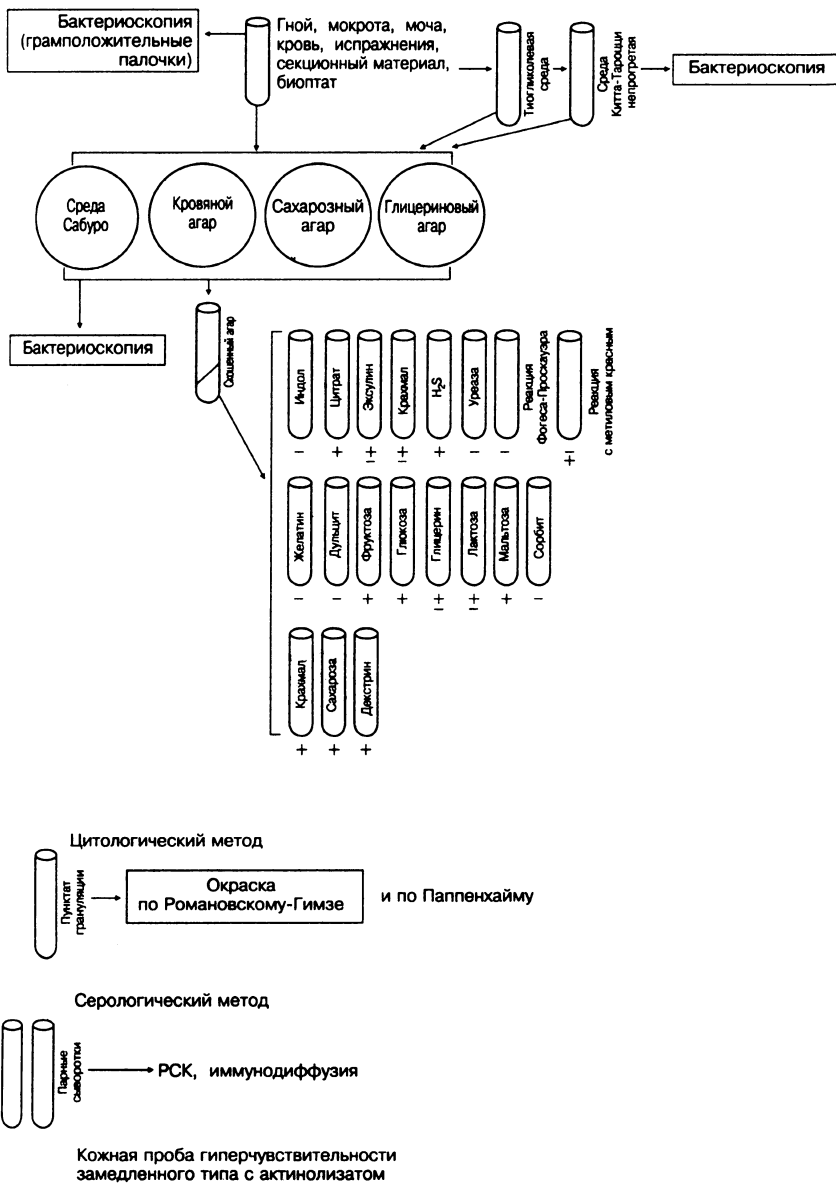 Бактериоскопия
(грамположительные
палочки)
Гной, мокрота, моча,
кровь, испражнения,
секционный материал,
биоптат
Тиогликолевая
среда
Среда
Китта-Тароцци
непрогретая
Бактериоскопия
Среда
Сабуро
Кровяной
агар
Сахарозный
агар
Глицериновый
агар
Бактериоскопия
Скошенный агар
Индол
Цитрат
Эксулин
Крахмал
H₂S
Уреаза
Реакция
Фогеса-Проскауэра
Реакция
с метиловым красным
− + −+ −+ + − − +−
Желатин
Дульцит
Фруктоза
Глюкоза
Глицерин
Лактоза
Мальтоза
Сорбит
− − + + −+ −+ + −
Крахмал
Сахароза
Декстрин
+ + +
Цитологический метод
Пунктат
грануляции
Окраска
по Романовскому-Гимзе
и по Паппенхайму
Серологический метод
Парные
сыворотки
РСК, иммунодиффузия
Кожная проба гиперчувствительности
замедленного типа с актинолизатом